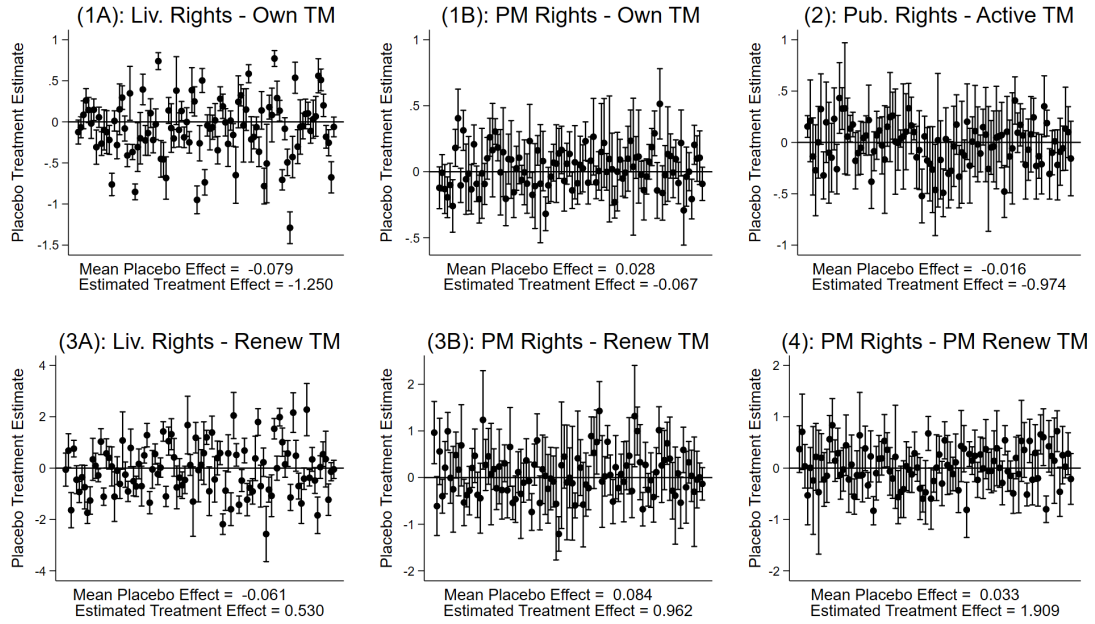 (1A): Liv. Rights - Own TM
Placebo Treatment Estimate
1
.5
0
-.5
-1
-1.5
Mean Placebo Effect = -0.079
Estimated Treatment Effect = -1.250
(1B): PM Rights - Own TM
Placebo Treatment Estimate
1
.5
0
-.5
Mean Placebo Effect = 0.028
Estimated Treatment Effect = -0.067
(2): Pub. Rights - Active TM
Placebo Treatment Estimate
1
.5
0
-.5
-1
Mean Placebo Effect = -0.016
Estimated Treatment Effect = -0.974
(3A): Liv. Rights - Renew TM
Placebo Treatment Estimate
4
2
0
-2
-4
Mean Placebo Effect = -0.061
Estimated Treatment Effect = 0.530
(3B): PM Rights - Renew TM
Placebo Treatment Estimate
2
1
0
-1
-2
Mean Placebo Effect = 0.084
Estimated Treatment Effect = 0.962
(4): PM Rights - PM Renew TM
Placebo Treatment Estimate
2
1
0
-1
-2
Mean Placebo Effect = 0.033
Estimated Treatment Effect = 1.909